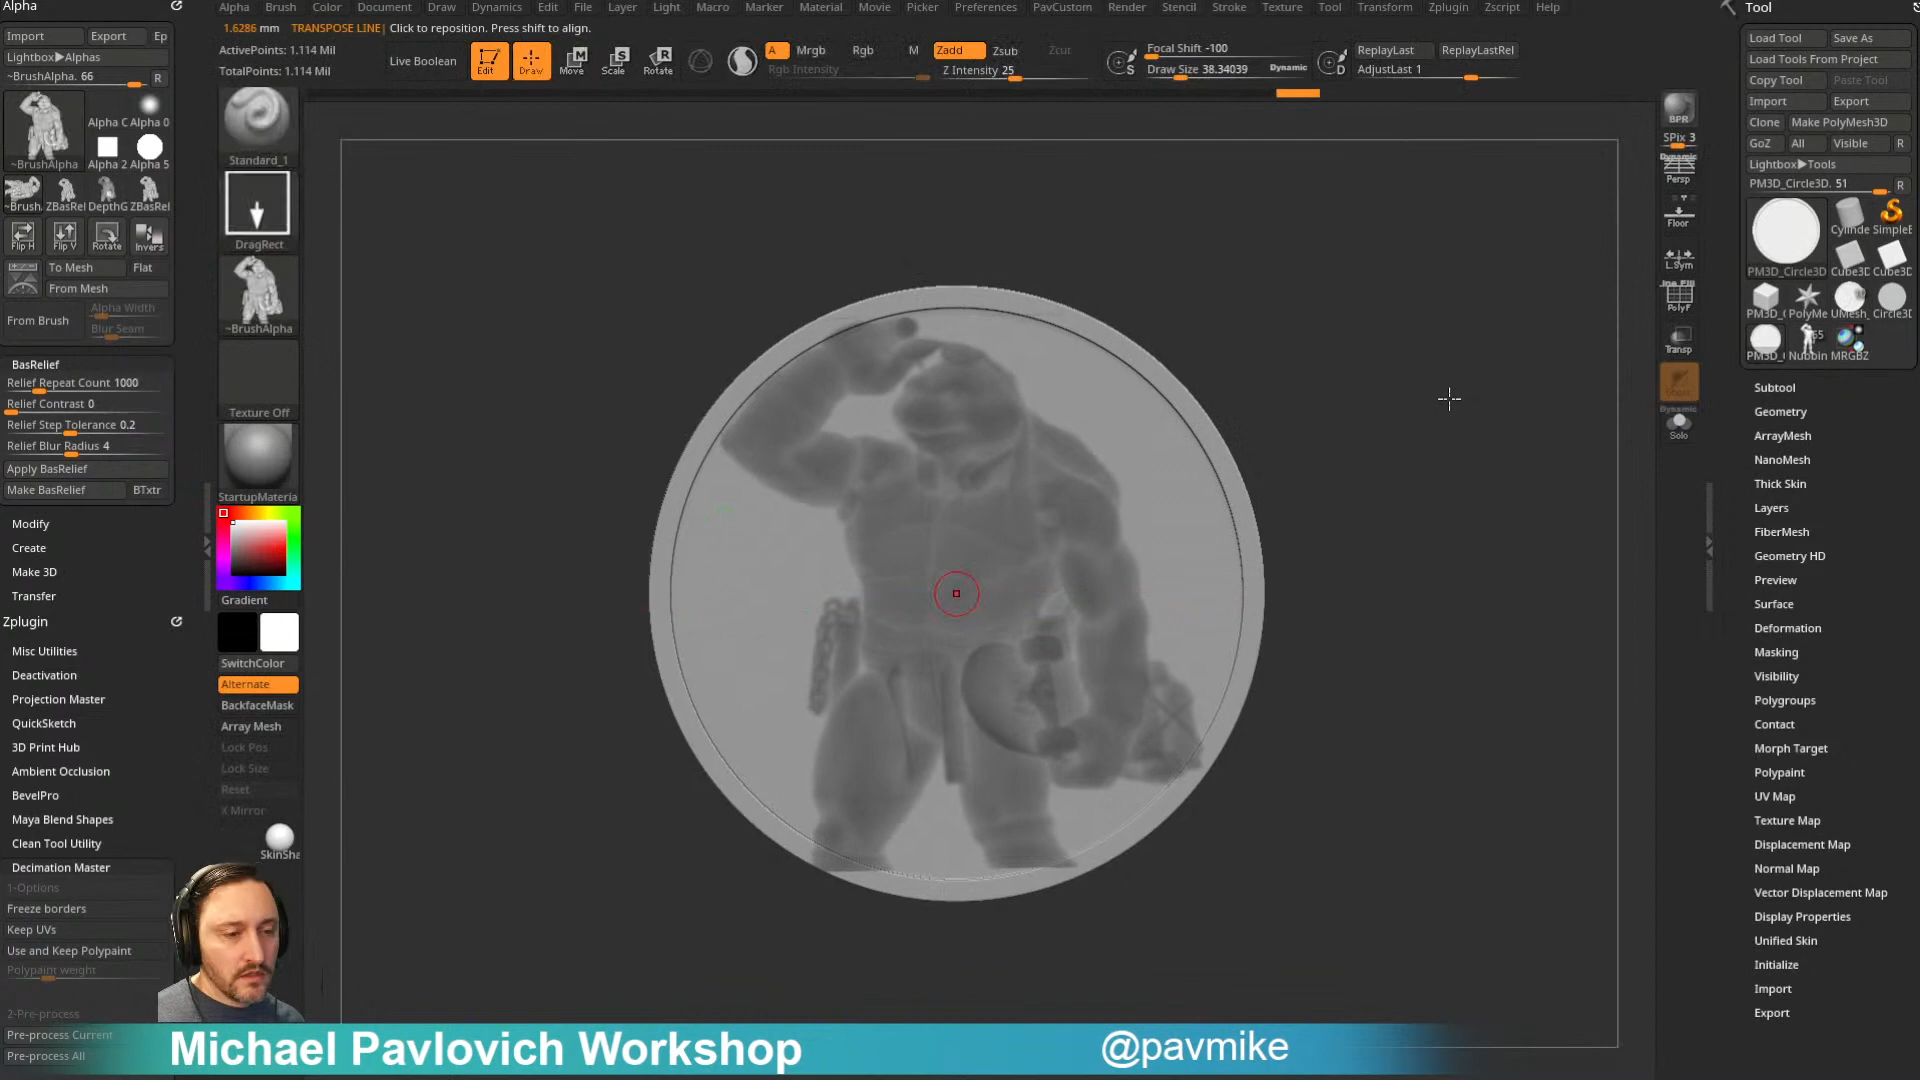 Alpha
Import
Export
Ep
Lightbox▶Alphas
~BrushAlpha. 66
R
~BrushAlpha
Alpha C
Alpha 0
Alpha 2
Alpha 5
~Brush.
ZBasRel
DepthG
ZBasRel
Flip H
Flip V
Rotate
Invers
To Mesh
Flat
From Mesh
From Brush
Alpha Width
Blur Seam
BasRelief
Relief Repeat Count 1000
Relief Contrast 0
Relief Step Tolerance 0.2
Relief Blur Radius 4
Apply BasRelief
Make BasRelief
BTxtr
Modify
Create
Make 3D
Transfer
Zplugin
Misc Utilities
Deactivation
Projection Master
QuickSketch
3D Print Hub
Ambient Occlusion
BevelPro
Maya Blend Shapes
Clean Tool Utility
Decimation Master
1-Options
Freeze borders
Keep UVs
Use and Keep Polypaint
Polypaint weight
2-Pre-process
Pre-process Current
Pre-process All
Alpha
Brush
Color
Document
Draw
Dynamics
Edit
File
Layer
Light
Macro
Marker
Material
Movie
Picker
Preferences
PavCustom
Render
Stencil
Stroke
Texture
Tool
Transform
Zplugin
Zscript
Help
1.6286 mm
TRANSPOSE LINE| Click to reposition. Press shift to align.
ActivePoints: 1.114 Mil
TotalPoints: 1.114 Mil
Live Boolean
Edit
Draw
Move
Scale
Rotate
A
Mrgb
Rgb
M
Rgb Intensity
Zadd
Zsub
Zcut
Z Intensity 25
S
Focal Shift -100
Draw Size 38.34039
Dynamic
D
ReplayLast
ReplayLastRel
AdjustLast 1
Standard_1
DragRect
~BrushAlpha
Texture Off
StartupMateria
Gradient
SwitchColor
Alternate
BackfaceMask
Array Mesh
Lock Pos
Lock Size
Reset
X Mirror
SkinSha
BPR
SPix 3
Dynamic
Persp
Floor
L.Sym
Line Fill
PolyF
Transp
Dynamic
Solo
Tool
Load Tool
Save As
Load Tools From Project
Copy Tool
Paste Tool
Import
Export
Clone
Make PolyMesh3D
GoZ
All
Visible
R
Lightbox▶Tools
PM3D_Circle3D. 51
R
PM3D_Circle3D
Cylinde
SimpleB
Cube3D
Cube3D
PM3D_(
PolyMe
UMesh_
Circle3D
PM3D_(
65
Nubbin
MRGBZ
Subtool
Geometry
ArrayMesh
NanoMesh
Thick Skin
Layers
FiberMesh
Geometry HD
Preview
Surface
Deformation
Masking
Visibility
Polygroups
Contact
Morph Target
Polypaint
UV Map
Texture Map
Displacement Map
Normal Map
Vector Displacement Map
Display Properties
Unified Skin
Initialize
Import
Export
Michael Pavlovich Workshop
@pavmike